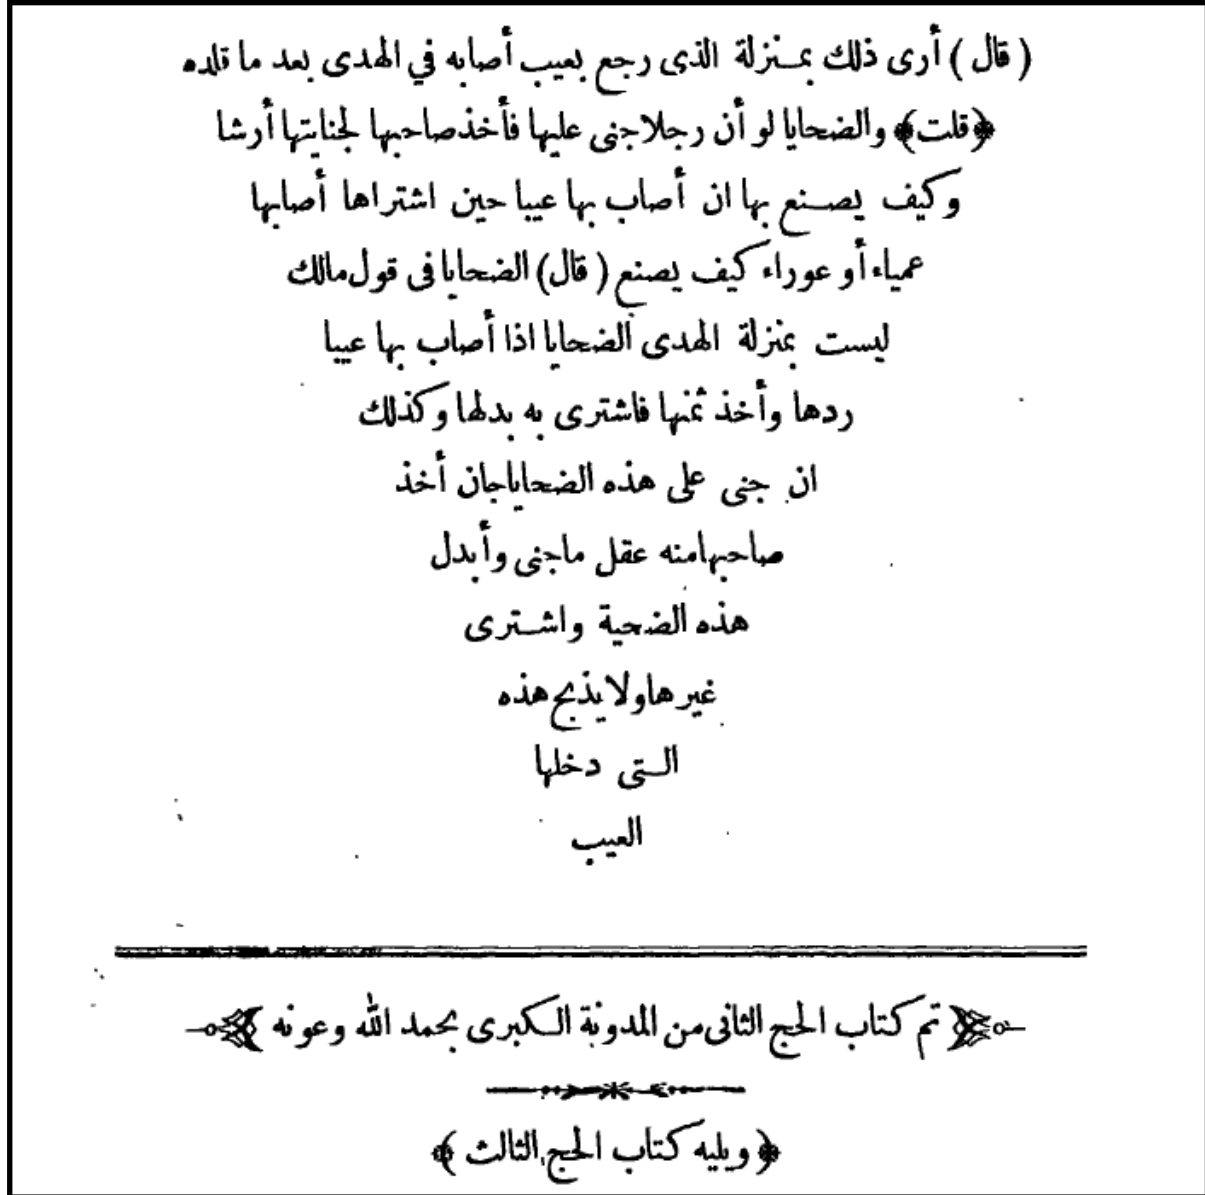 ( قال ) أرى ذلك بمنزلة الذى رجع بعيب أصابه في الهدى بعد ما قلده
﴿قلت﴾ والضحايا لو أن رجلا جنى عليها فأخذ صاحبها لجنايتها أرشا
وكيف يصنع بها ان أصاب بها عيبا حين اشتراها أصابها
عمياء أو عوراء كيف يصنع ( قال) الضحايا فى قول مالك
ليست بمنزلة الهدى الضحايا اذا أصاب بها عيبا
ردها وأخذ ثمنها فاشترى به بدلها وكذلك
ان جنى على هذه الضحايا جان أخذ
صاحبها منه عقل ما جنى وأبدل
هذه الضحية واشترى
غيرها ولا يذبح هذه
التى دخلها
العيب
تم كتاب الحج الثانى من المدونة الكبرى بحمد الله وعونه
﴿ ويليه كتاب الحج الثالث ﴾